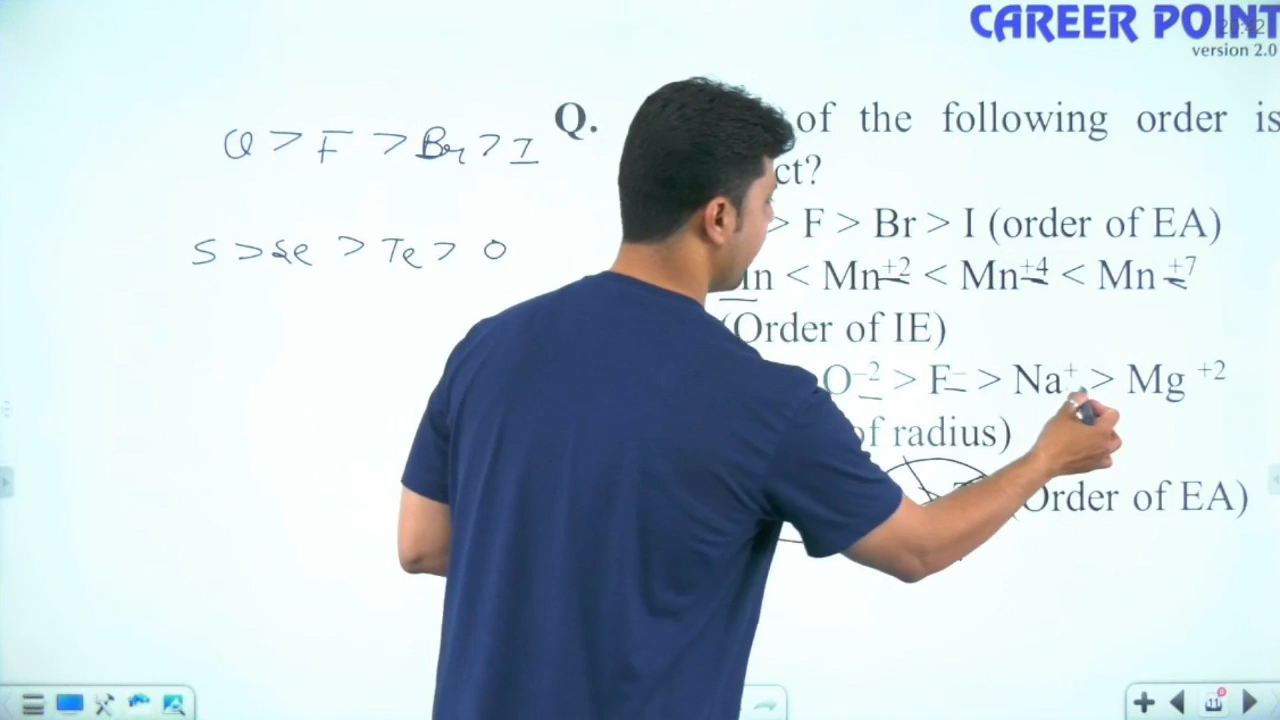 CAREER POINT
version 2.0
Cl > F > Br > I
S > Se > Te > O
Q. of the following order is
ct?
> F > Br > I (order of EA)
Mn < Mn+2 < Mn+4 < Mn +7
(Order of IE)
O−2 > F− > Na+ > Mg +2
of radius)
(Order of EA)